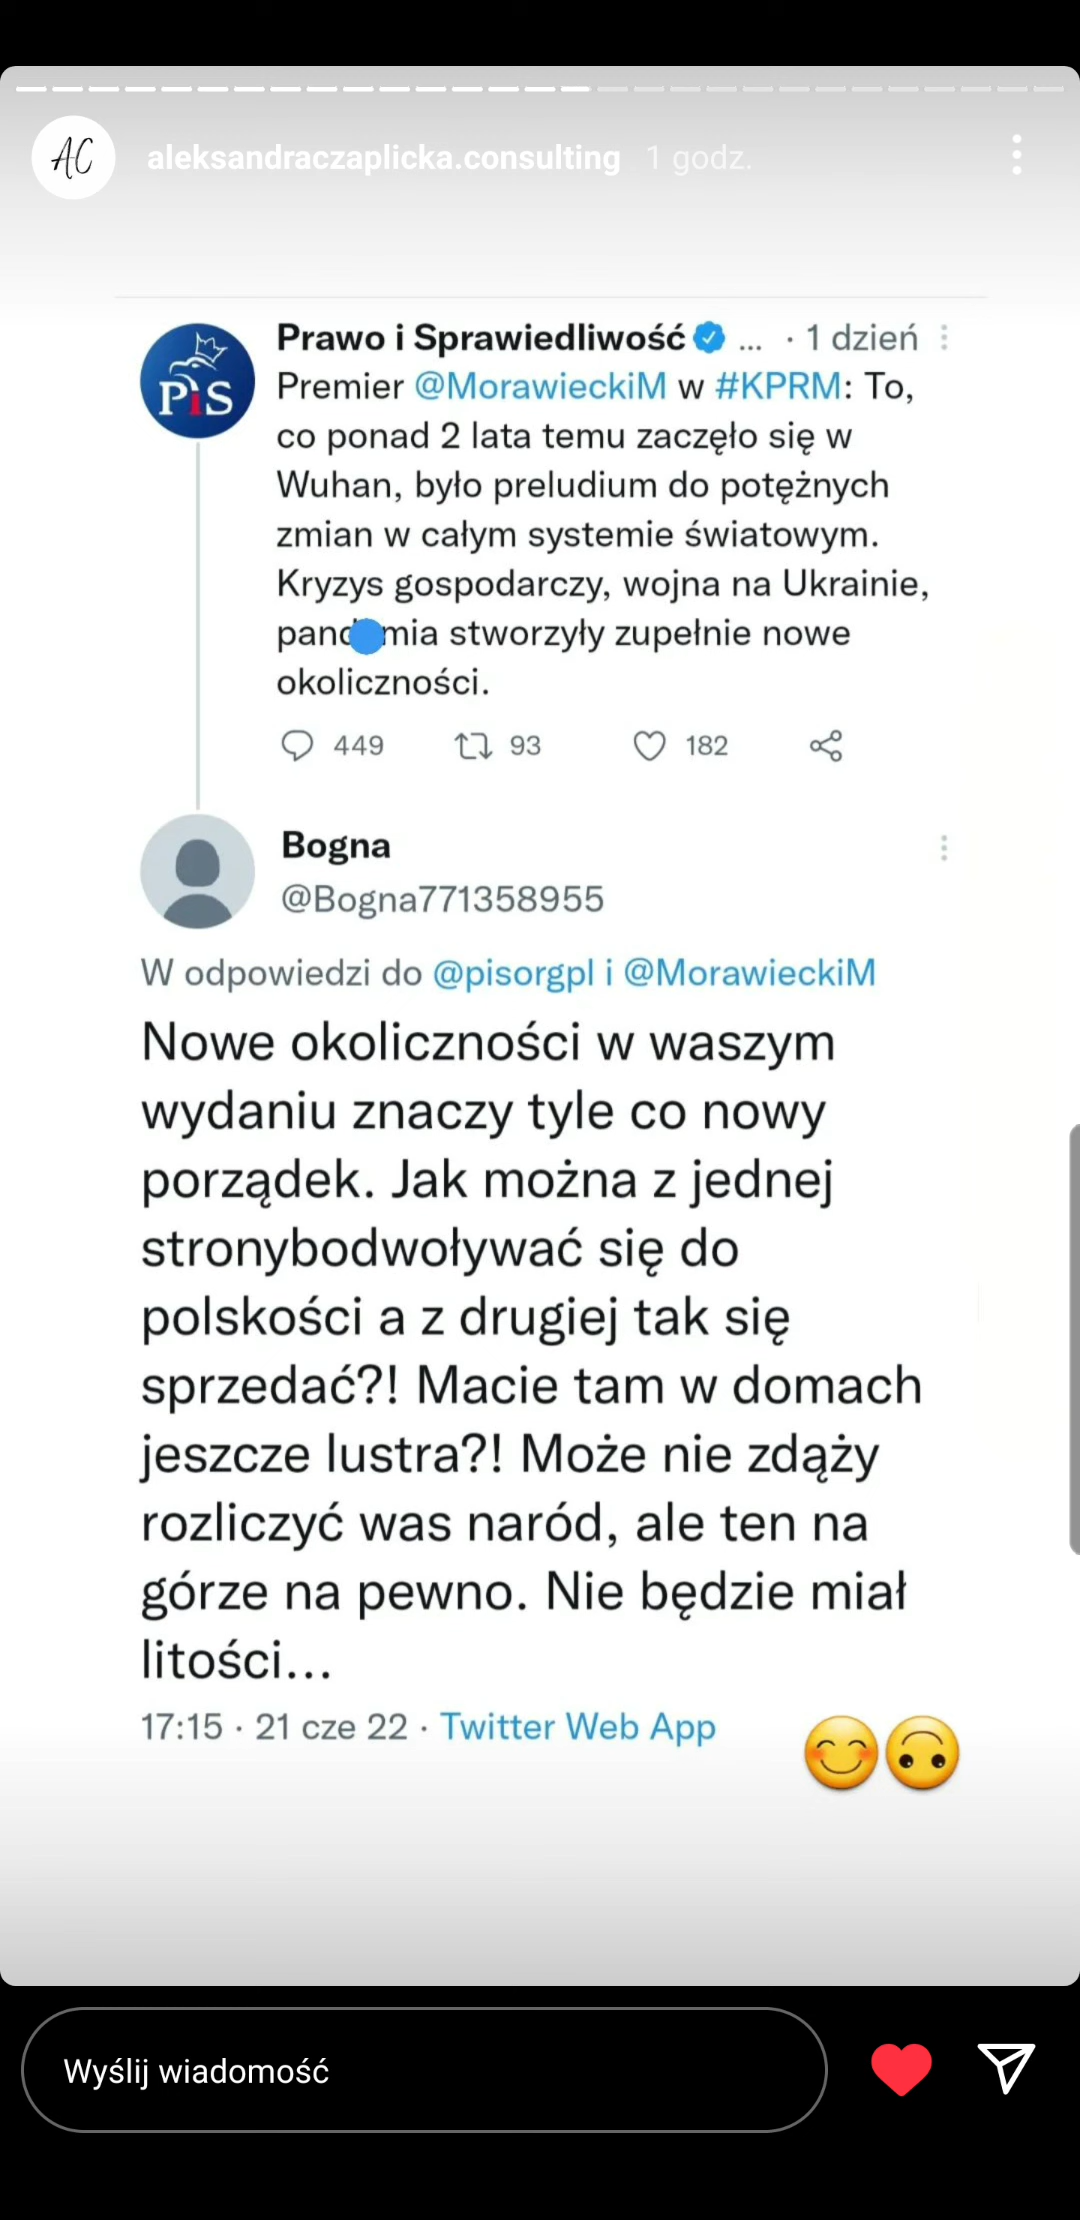 AC
aleksandraczaplicka.consulting 1 godz.
Prawo i Sprawiedliwość ... · 1 dzień
PiS
Premier @MorawieckiM w #KPRM: To,
co ponad 2 lata temu zaczęło się w
Wuhan, było preludium do potężnych
zmian w całym systemie światowym.
Kryzys gospodarczy, wojna na Ukrainie,
pandemia stworzyły zupełnie nowe
okoliczności.
449 93 182
Bogna
@Bogna771358955
W odpowiedzi do @pisorgpl i @MorawieckiM
Nowe okoliczności w waszym
wydaniu znaczy tyle co nowy
porządek. Jak można z jednej
stronybodwoływać się do
polskości a z drugiej tak się
sprzedać?! Macie tam w domach
jeszcze lustra?! Może nie zdąży
rozliczyć was naród, ale ten na
górze na pewno. Nie będzie miał
litości...
17:15 · 21 cze 22 · Twitter Web App
Wyślij wiadomość